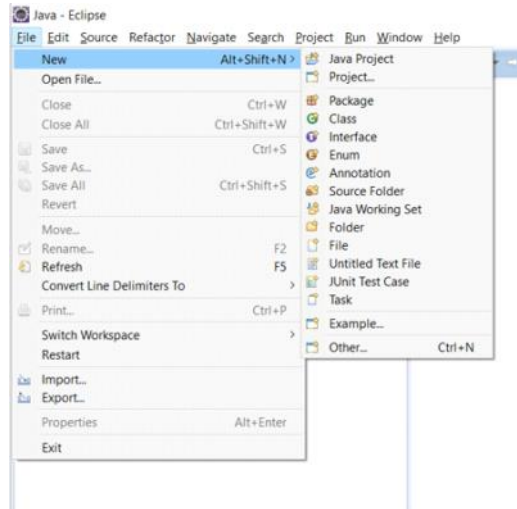 Java - Eclipse
File Edit Source Refactor Navigate Search Project Run Window Help
New Alt+Shift+N >
Open File...
Close Ctrl+W
Close All Ctrl+Shift+W
Save Ctrl+S
Save As...
Save All Ctrl+Shift+S
Revert
Move...
Rename... F2
Refresh F5
Convert Line Delimiters To >
Print... Ctrl+P
Switch Workspace >
Restart
Import...
Export...
Properties Alt+Enter
Exit
Java Project
Project...
Package
Class
Interface
Enum
Annotation
Source Folder
Java Working Set
Folder
File
Untitled Text File
JUnit Test Case
Task
Example...
Other... Ctrl+N